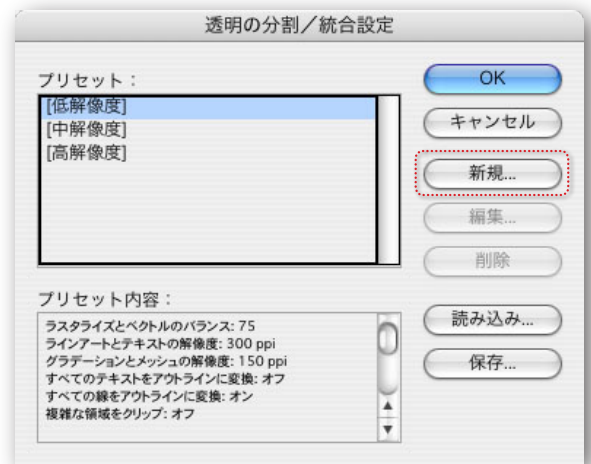 透明の分割／統合設定
プリセット：
[低解像度]
[中解像度]
[高解像度]
OK
キャンセル
新規...
編集...
削除
読み込み...
保存...
プリセット内容：
ラスタライズとベクトルのバランス: 75
ラインアートとテキストの解像度: 300 ppi
グラデーションとメッシュの解像度: 150 ppi
すべてのテキストをアウトラインに変換: オフ
すべての線をアウトラインに変換: オン
複雑な領域をクリップ: オフ